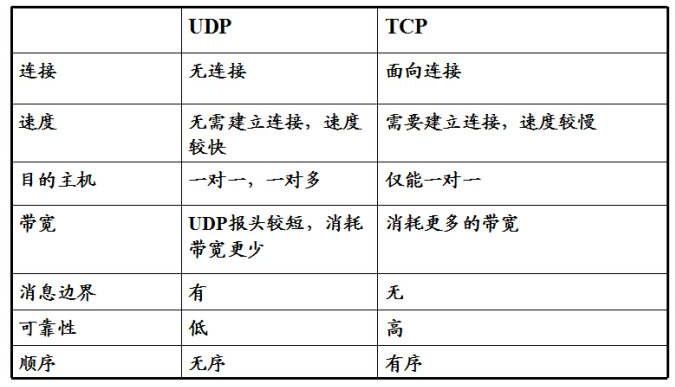 UDP TCP
连接 无连接 面向连接
速度 无需建立连接，速度较快 需要建立连接，速度较慢
目的主机 一对一，一对多 仅能一对一
带宽 UDP报头较短，消耗带宽更少 消耗更多的带宽
消息边界 有 无
可靠性 低 高
顺序 无序 有序